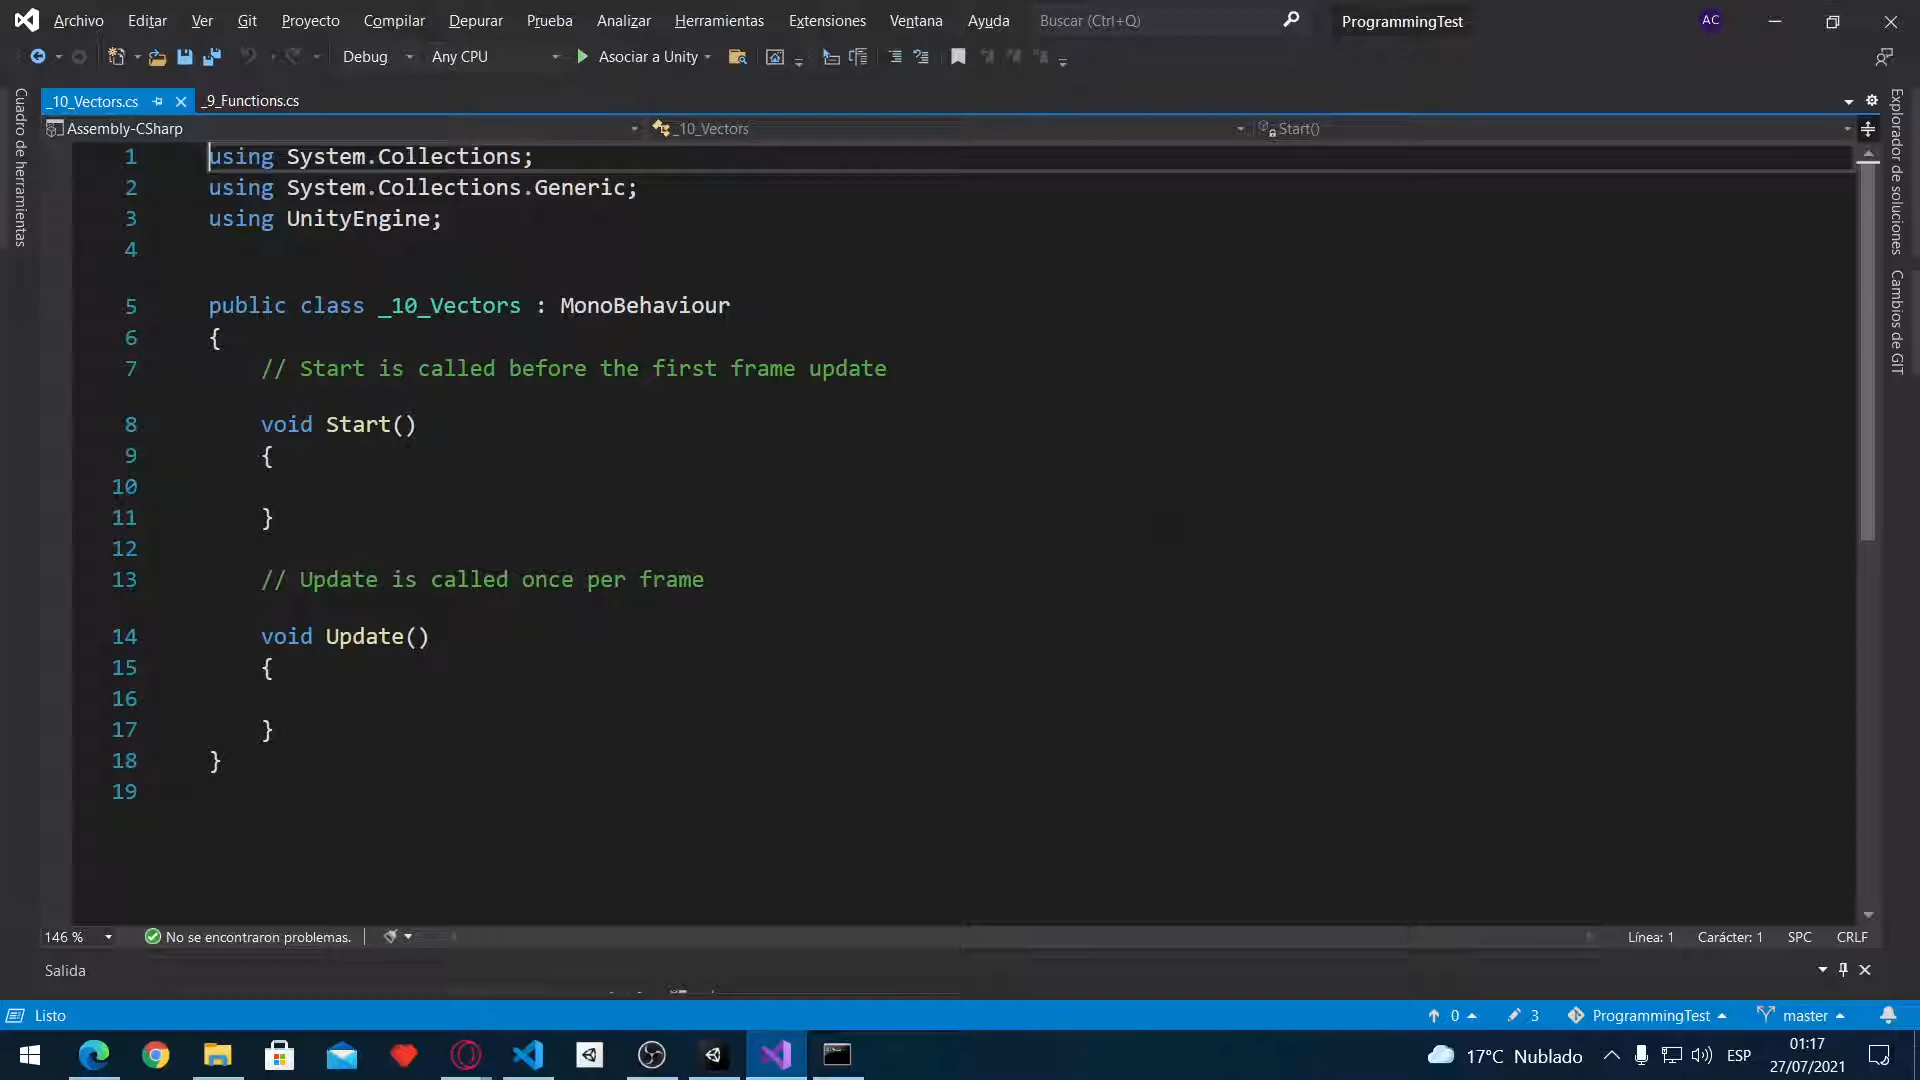 Archivo Editar Ver Git Proyecto Compilar Depurar Prueba Analizar Herramientas Extensiones Ventana Ayuda Buscar (Ctrl+Q) ProgrammingTest AC
Debug Any CPU Asociar a Unity
_10_Vectors.cs _9_Functions.cs
Assembly-CSharp _10_Vectors Start()
Cuadro de herramientas
Explorador de soluciones
Cambios de GIT
1 using System.Collections;
2 using System.Collections.Generic;
3 using UnityEngine;
4
5 public class _10_Vectors : MonoBehaviour
6 {
7 // Start is called before the first frame update
8 void Start()
9 {
10
11 }
12
13 // Update is called once per frame
14 void Update()
15 {
16
17 }
18 }
19
146 % No se encontraron problemas. Línea: 1 Carácter: 1 SPC CRLF
Salida
Listo 0 3 ProgrammingTest master
17°C Nublado ESP 01:17
27/07/2021